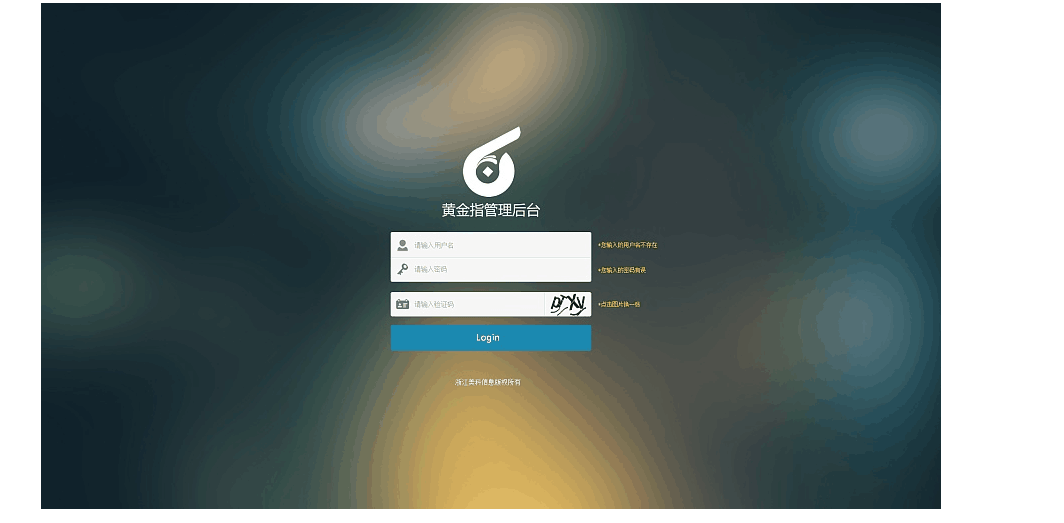 黄金指管理后台
请输入用户名
*您输入的用户名不存在
请输入密码
*您输入的密码有误
请输入验证码
*点击图片换一张
Login
浙江美科信息版权所有